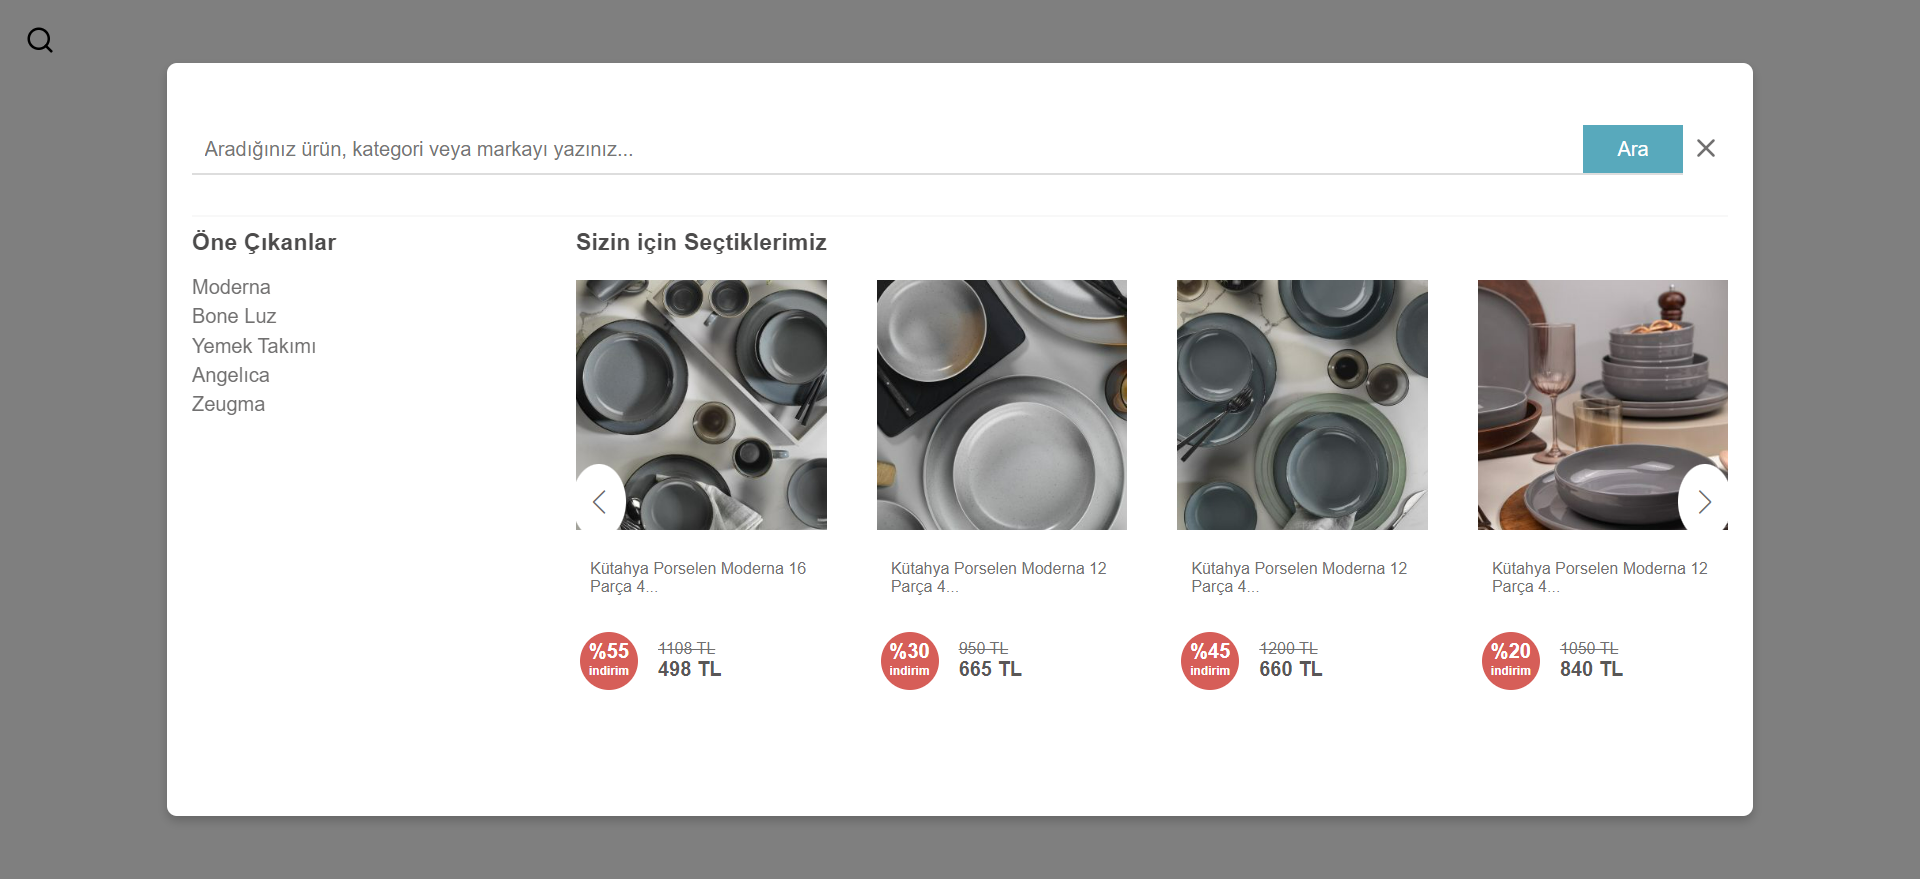 Aradığınız ürün, kategori veya markayı yazınız...
Ara
Öne Çıkanlar
Moderna
Bone Luz
Yemek Takımı
Angelıca
Zeugma
Sizin için Seçtiklerimiz
Kütahya Porselen Moderna 16
Parça 4...
%55
indirim
1108 TL
498 TL
Kütahya Porselen Moderna 12
Parça 4...
%30
indirim
950 TL
665 TL
Kütahya Porselen Moderna 12
Parça 4...
%45
indirim
1200 TL
660 TL
Kütahya Porselen Moderna 12
Parça 4...
%20
indirim
1050 TL
840 TL